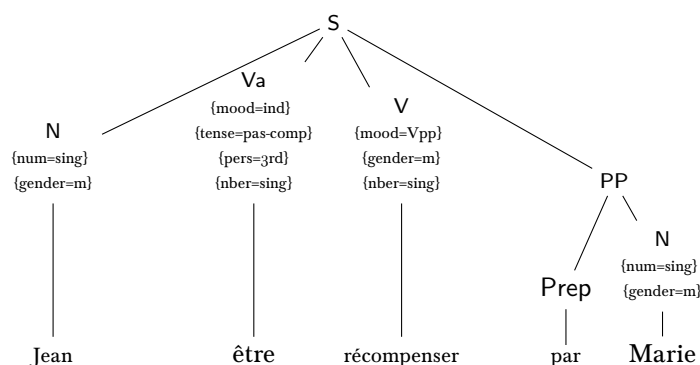 S
Va
{mood=ind}
{tense=pas-comp}
{pers=3rd}
{nber=sing}
V
{mood=Vpp}
{gender=m}
{nber=sing}
N
{num=sing}
{gender=m}
PP
N
{num=sing}
{gender=m}
Prep
Jean être récompenser par Marie